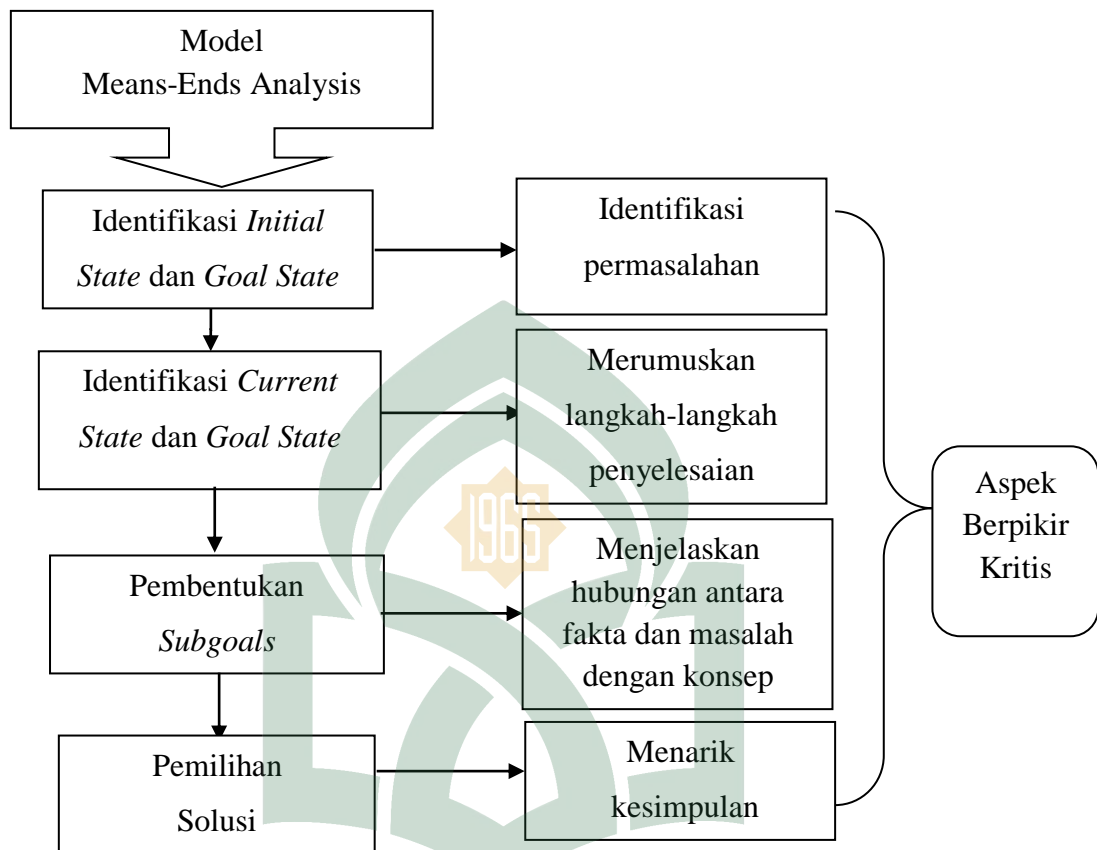 Model
Means-Ends Analysis
Identifikasi Initial
State dan Goal State
Identifikasi
permasalahan
Identifikasi Current
State dan Goal State
Merumuskan
langkah-langkah
penyelesaian
Aspek
Berpikir
Kritis
Pembentukan
Subgoals
Menjelaskan
hubungan antara
fakta dan masalah
dengan konsep
Pemilihan
Solusi
Menarik
kesimpulan
1965